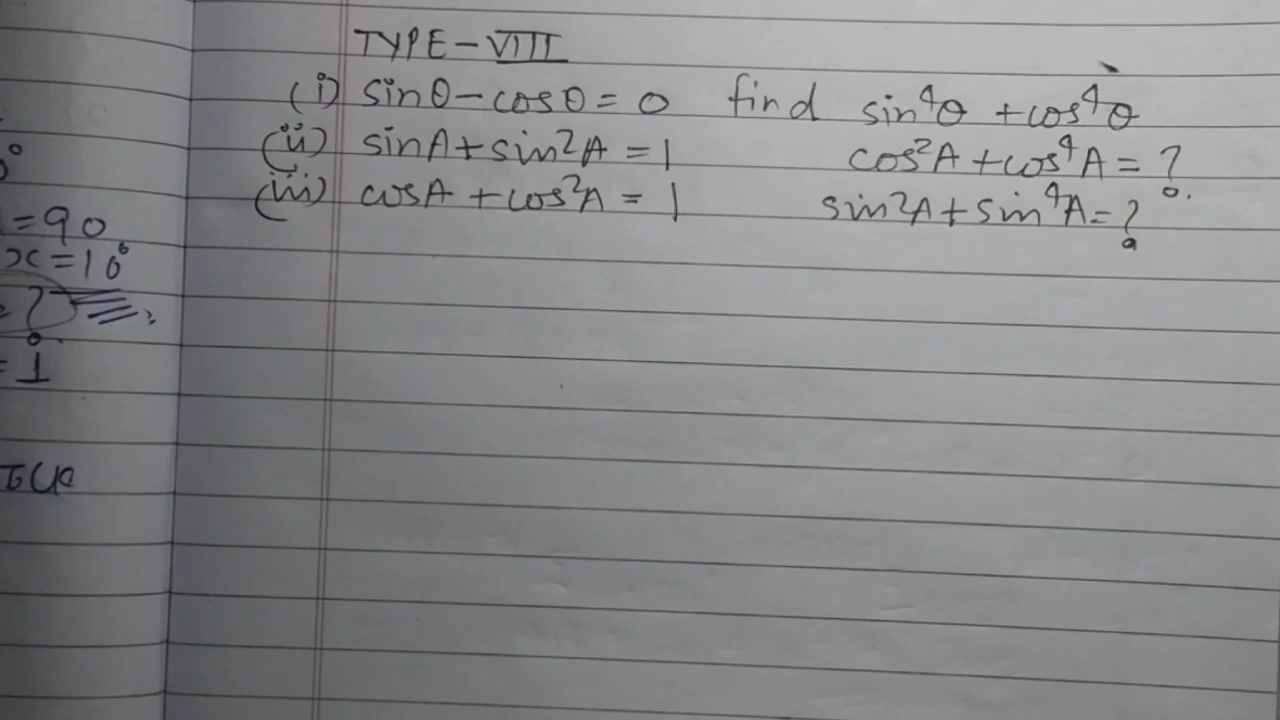 TYPE-VIII
(i) sinθ-cosθ=0 find sin⁴θ +cos⁴θ
(ii) sinA+sin²A =1 cos²A+cos⁴A=?
(iii) cosA +cos²A = 1 sin²A+sin⁴A=?
=90
x=10°
=?
=1